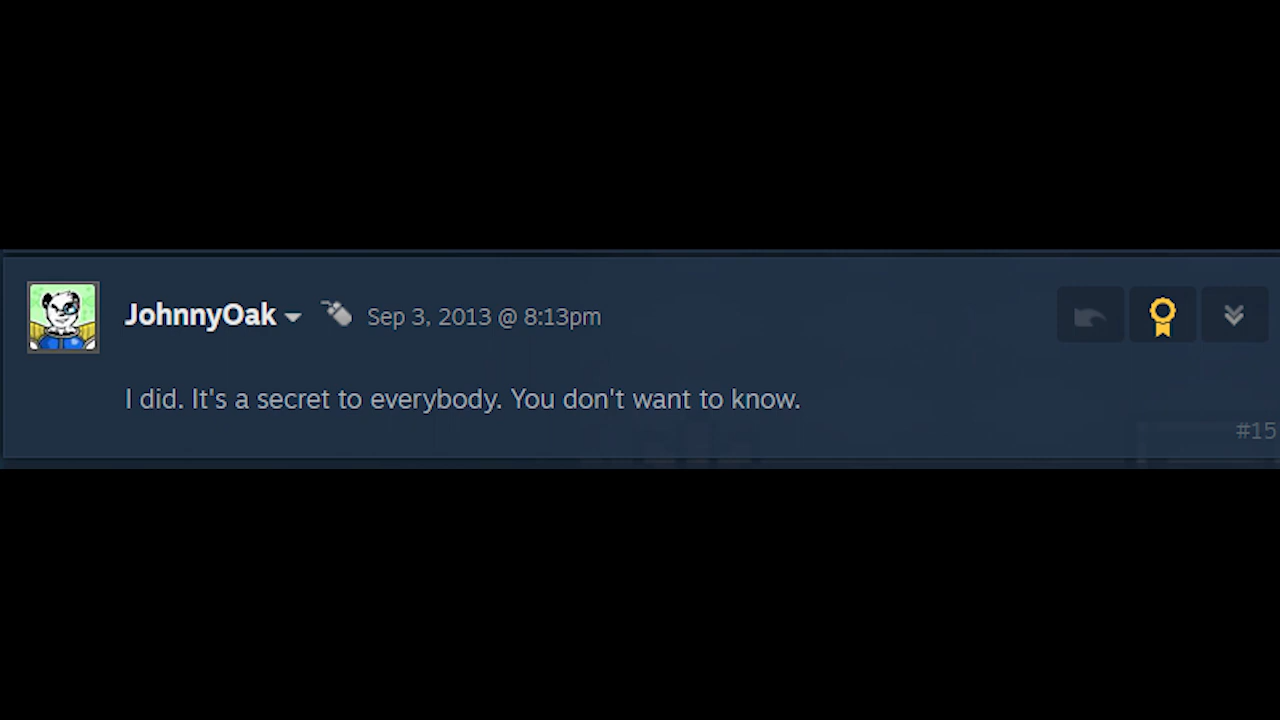 JohnnyOak Sep 3, 2013 @ 8:13pm
I did. It's a secret to everybody. You don't want to know.
#15